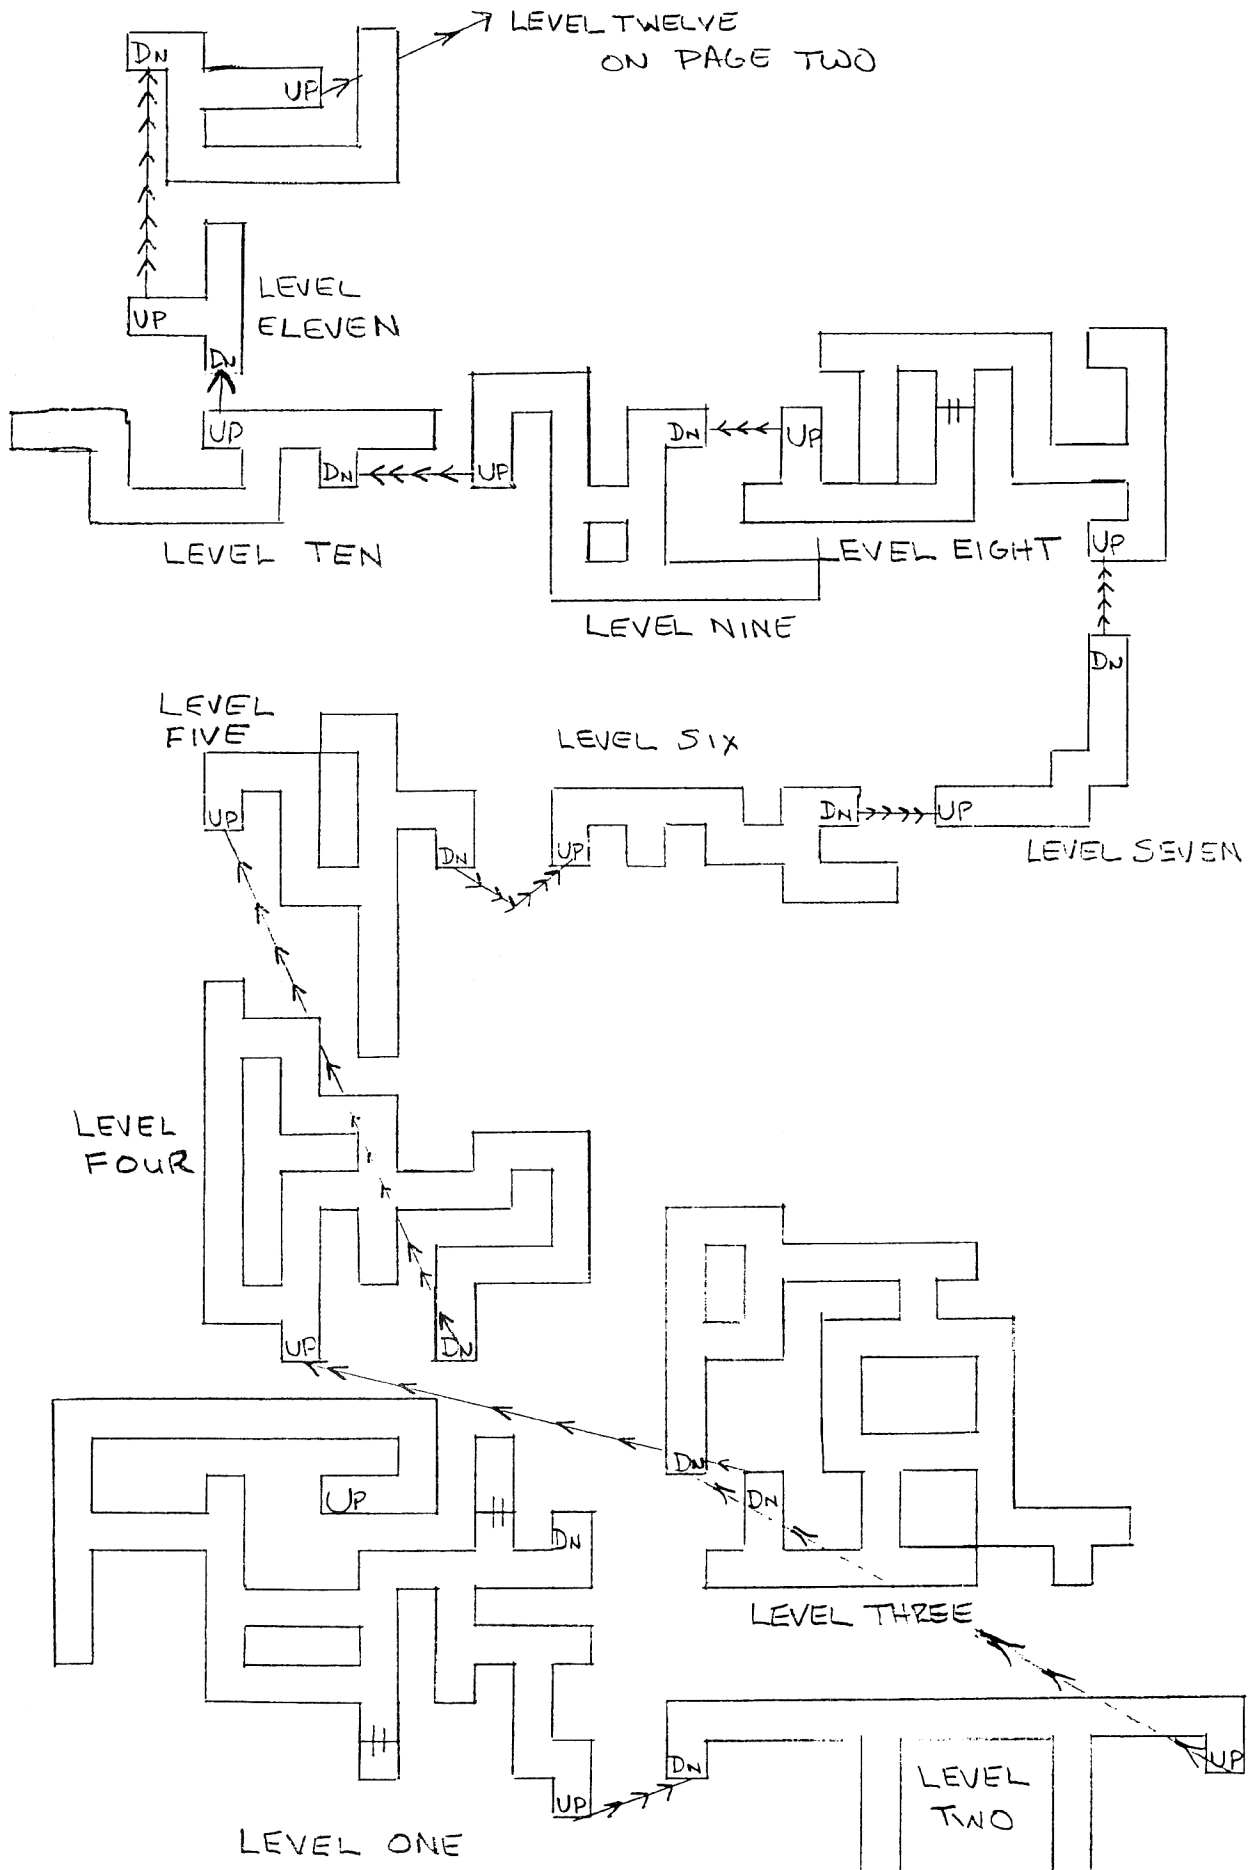 LEVEL TWELVE
ON PAGE TWO
DN
UP
LEVEL
ELEVEN
UP
DN
UP
DN
UP
DN
UP
LEVEL TEN
LEVEL EIGHT
UP
LEVEL NINE
DN
LEVEL
FIVE
LEVEL SIX
UP
DN
UP
DN
UP
LEVEL SEVEN
LEVEL
FOUR
UP
DN
DN
DN
UP
DN
LEVEL THREE
DN
UP
LEVEL
TWO
UP
LEVEL ONE